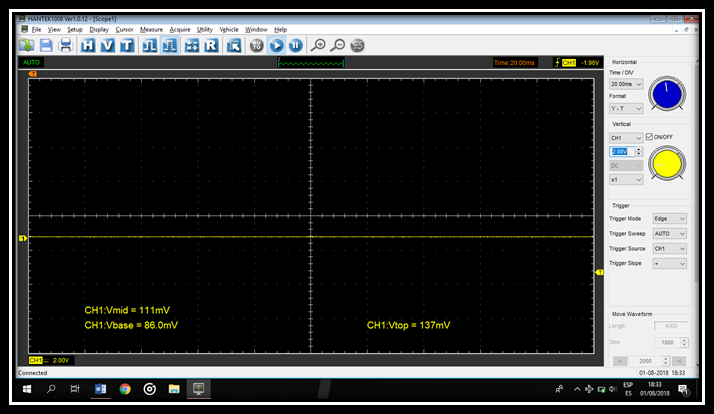 HANTEK1008 Ver1.0.12 - [Scope1]
File View Setup Display Cursor Measure Acquire Utility Vehicle Window Help
H V T R
AUTO Time 20.00ms CH1 -1.96V
T
Horizontal
Time / DIV
20.00ms
Format
Y - T
Vertical
CH1 ON/OFF
2.00V
DC
x1
Trigger
Trigger Mode Edge
Trigger Sweep AUTO
Trigger Source CH1
Trigger Slope +
1
T
CH1:Vmid = 111mV
CH1:Vbase = 86.0mV CH1:Vtop = 137mV
Move Waveform
Length 4000
Step 1000
2000
CH1 2.00V
Connected 01-08-2018 18:33
ESP 18:33
ES 01/08/2018